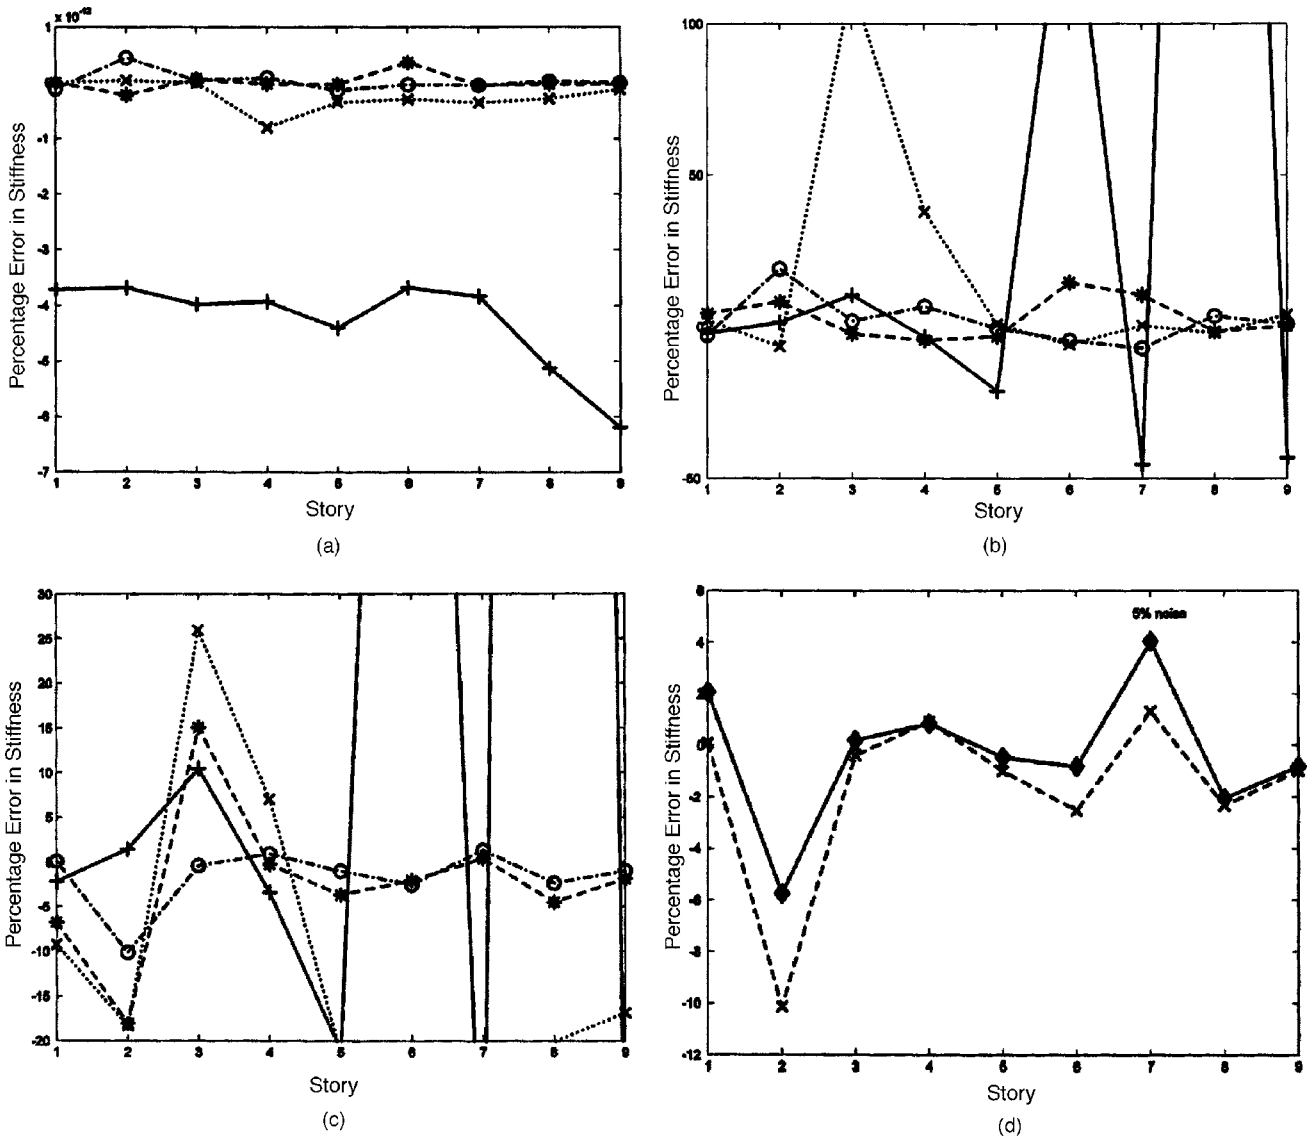 1 x 10⁻¹²
-1
-2
-3
-4
-5
-6
-7
1 2 3 4 5 6 7 8 9
Percentage Error in Stiffness
Story
(a)
100
50
0
-50
1 2 3 4 5 6 7 8 9
Percentage Error in Stiffness
Story
(b)
30
25
20
15
10
5
0
-5
-10
-15
-20
1 2 3 4 5 6 7 8 9
Percentage Error in Stiffness
Story
(c)
6
4
2
0
-2
-4
-6
-8
-10
-12
1 2 3 4 5 6 7 8 9
5% noise
Percentage Error in Stiffness
Story
(d)